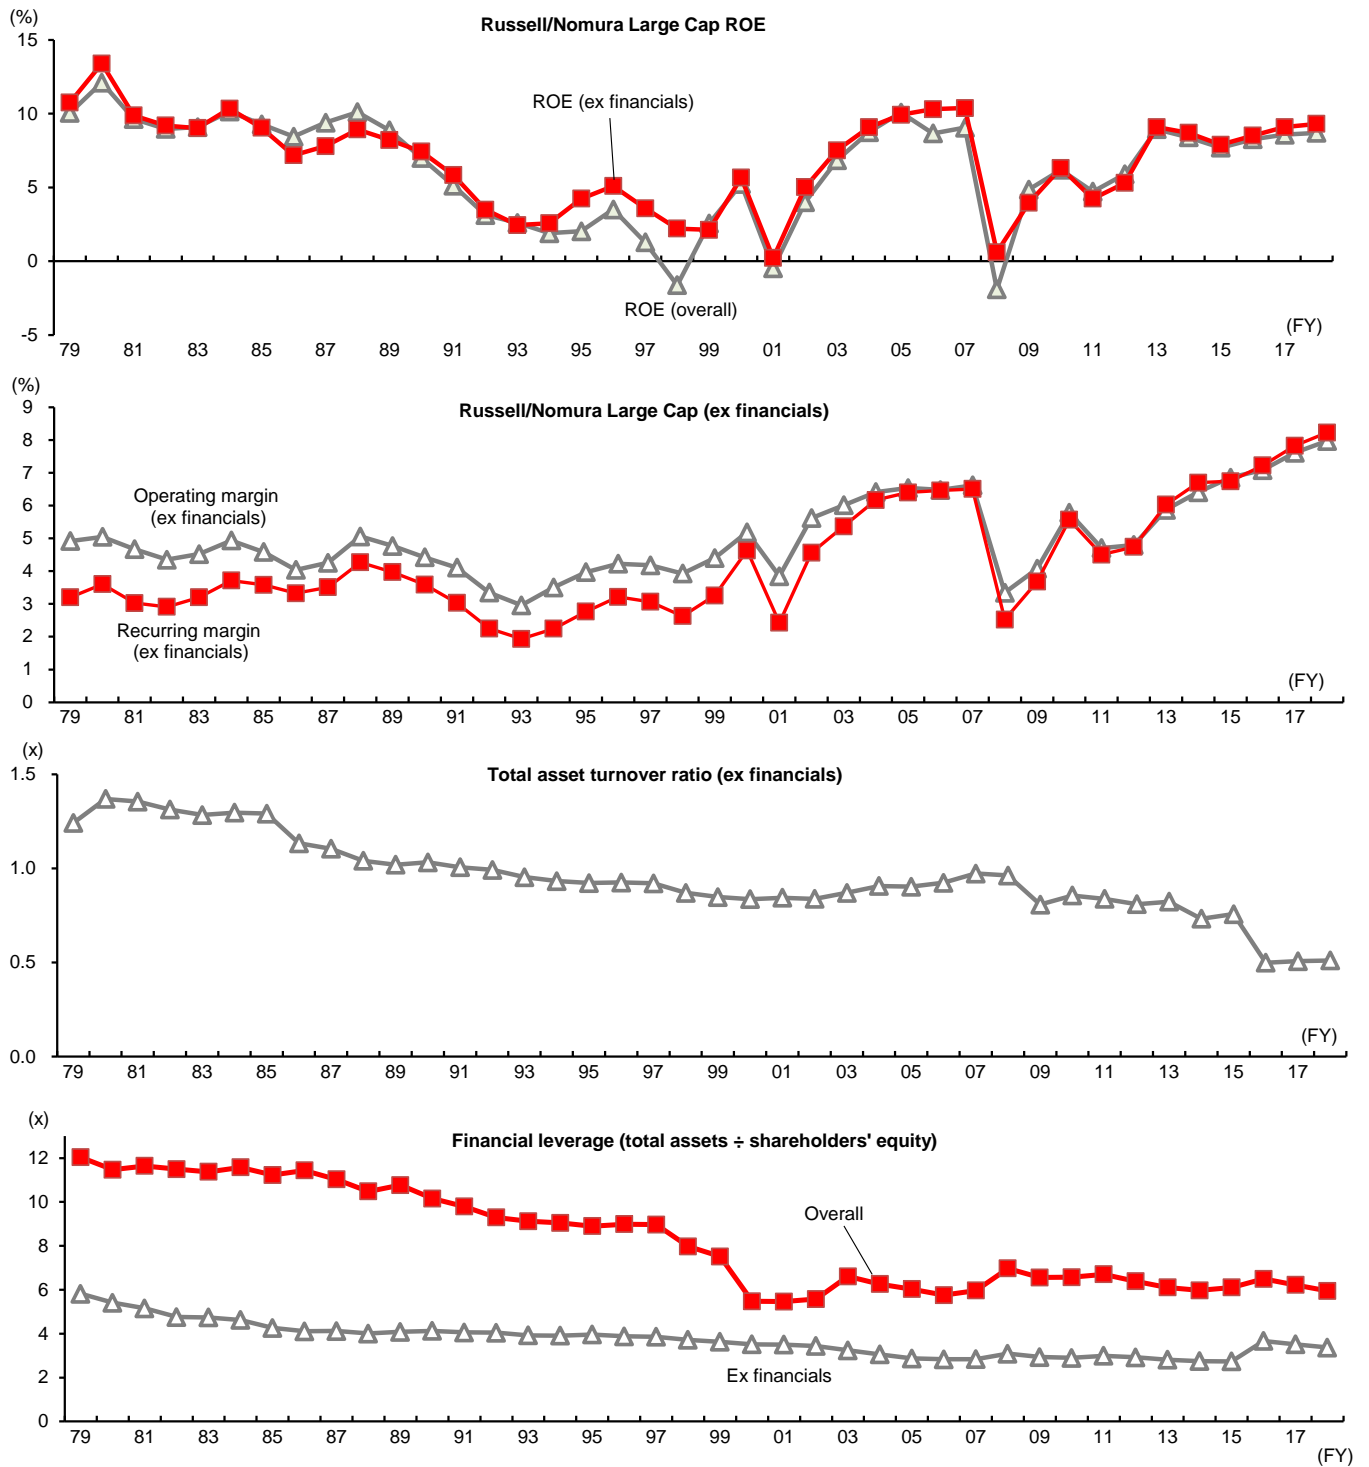 (%)
Russell/Nomura Large Cap ROE
15
10
5
0
-5
ROE (ex financials)
ROE (overall)
(FY)
79 81 83 85 87 89 91 93 95 97 99 01 03 05 07 09 11 13 15 17
(%)
Russell/Nomura Large Cap (ex financials)
9
8
7
6
5
4
3
2
1
0
Operating margin
(ex financials)
Recurring margin
(ex financials)
(FY)
79 81 83 85 87 89 91 93 95 97 99 01 03 05 07 09 11 13 15 17
(x)
Total asset turnover ratio (ex financials)
1.5
1.0
0.5
0.0
(FY)
79 81 83 85 87 89 91 93 95 97 99 01 03 05 07 09 11 13 15 17
(x)
Financial leverage (total assets ÷ shareholders' equity)
12
10
8
6
4
2
0
Overall
Ex financials
79 81 83 85 87 89 91 93 95 97 99 01 03 05 07 09 11 13 15 17
(FY)